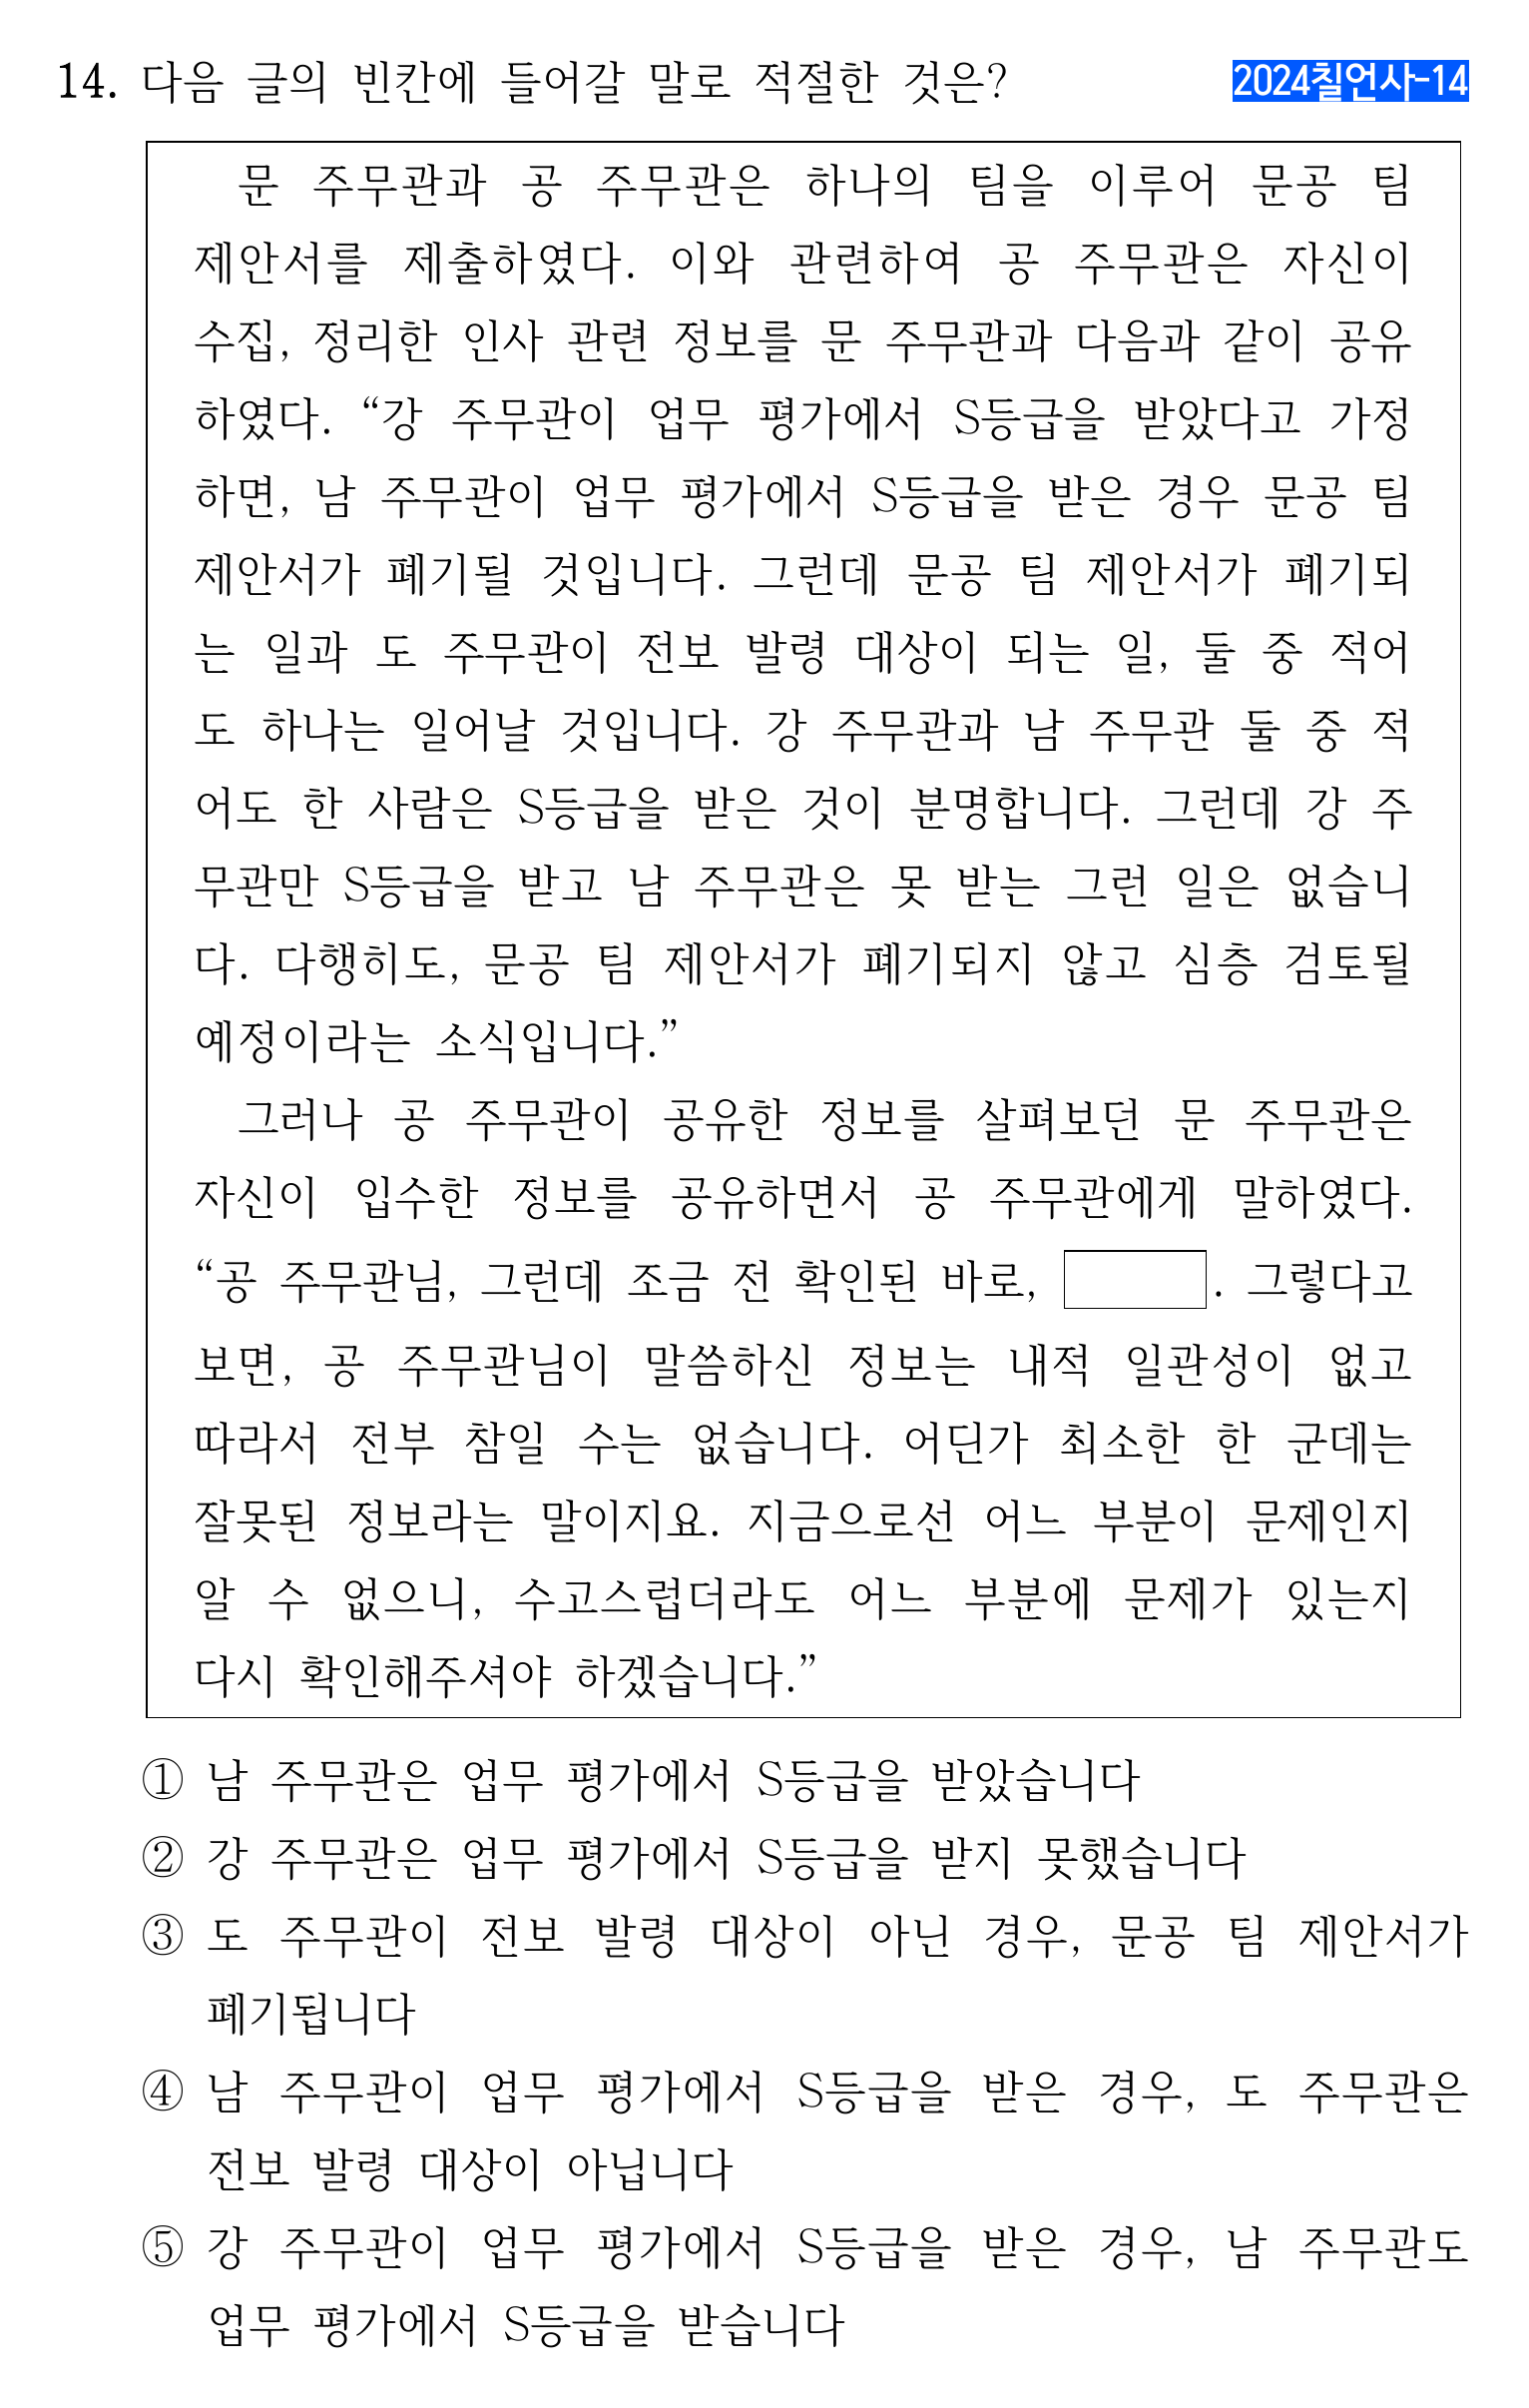 14. 다음 글의 빈칸에 들어갈 말로 적절한 것은?
2024칠언사-14
문 주무관과 공 주무관은 하나의 팀을 이루어 문공 팀
제안서를 제출하였다. 이와 관련하여 공 주무관은 자신이
수집, 정리한 인사 관련 정보를 문 주무관과 다음과 같이 공유
하였다. “강 주무관이 업무 평가에서 S등급을 받았다고 가정
하면, 남 주무관이 업무 평가에서 S등급을 받은 경우 문공 팀
제안서가 폐기될 것입니다. 그런데 문공 팀 제안서가 폐기되
는 일과 도 주무관이 전보 발령 대상이 되는 일, 둘 중 적어
도 하나는 일어날 것입니다. 강 주무관과 남 주무관 둘 중 적
어도 한 사람은 S등급을 받은 것이 분명합니다. 그런데 강 주
무관만 S등급을 받고 남 주무관은 못 받는 그런 일은 없습니
다. 다행히도, 문공 팀 제안서가 폐기되지 않고 심층 검토될
예정이라는 소식입니다.”
그러나 공 주무관이 공유한 정보를 살펴보던 문 주무관은
자신이 입수한 정보를 공유하면서 공 주무관에게 말하였다.
“공 주무관님, 그런데 조금 전 확인된 바로, . 그렇다고
보면, 공 주무관님이 말씀하신 정보는 내적 일관성이 없고
따라서 전부 참일 수는 없습니다. 어딘가 최소한 한 군데는
잘못된 정보라는 말이지요. 지금으로선 어느 부분이 문제인지
알 수 없으니, 수고스럽더라도 어느 부분에 문제가 있는지
다시 확인해주셔야 하겠습니다.”
① 남 주무관은 업무 평가에서 S등급을 받았습니다
② 강 주무관은 업무 평가에서 S등급을 받지 못했습니다
③ 도 주무관이 전보 발령 대상이 아닌 경우, 문공 팀 제안서가
폐기됩니다
④ 남 주무관이 업무 평가에서 S등급을 받은 경우, 도 주무관은
전보 발령 대상이 아닙니다
⑤ 강 주무관이 업무 평가에서 S등급을 받은 경우, 남 주무관도
업무 평가에서 S등급을 받습니다